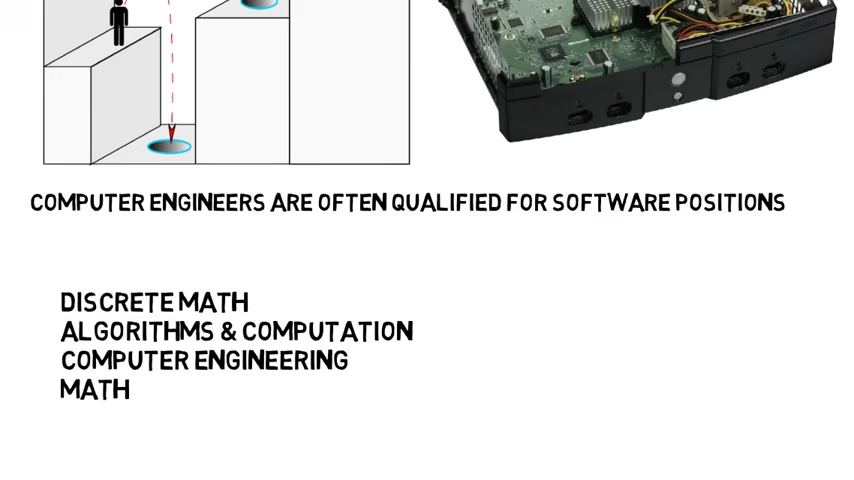 COMPUTER ENGINEERS ARE OFTEN QUALIFIED FOR SOFTWARE POSITIONS
DISCRETE MATH
ALGORITHMS & COMPUTATION
COMPUTER ENGINEERING
MATH